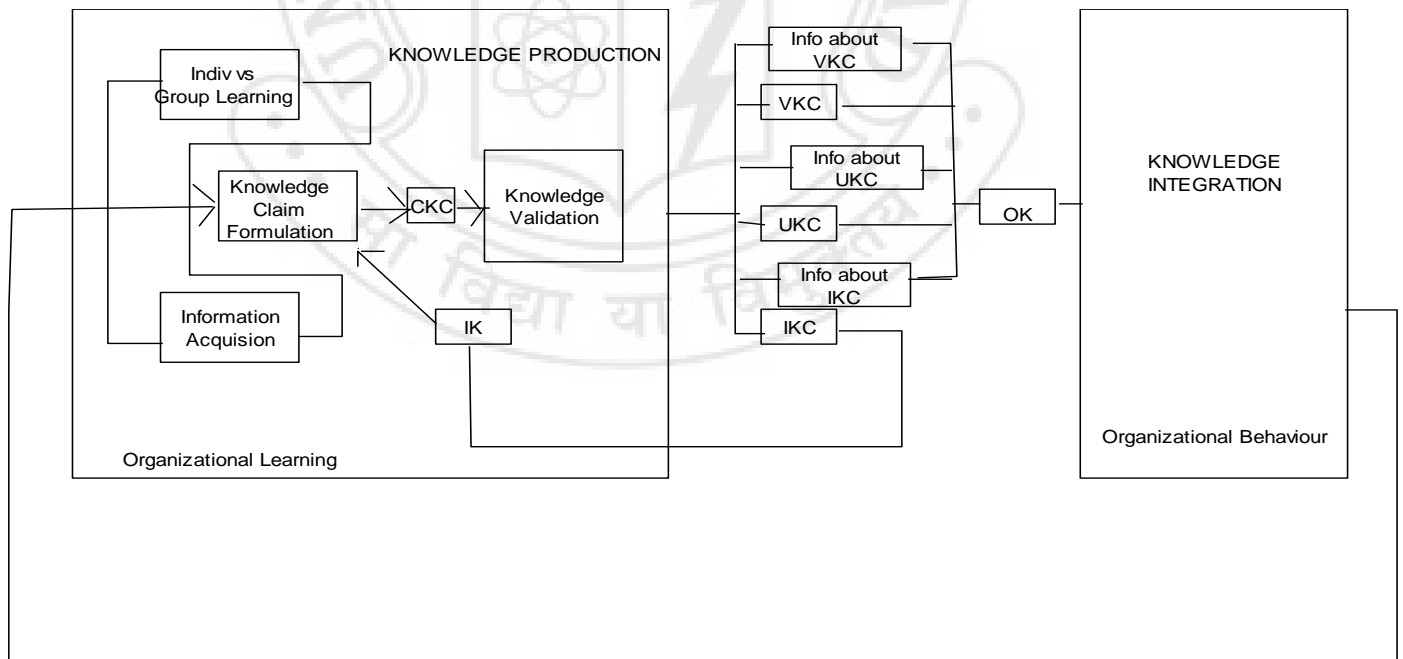 KNOWLEDGE PRODUCTION
Indiv vs
Group Learning
Knowledge
Claim
Formulation
CKC
Knowledge
Validation
Information
Acquision
IK
Organizational Learning
Info about
VKC
VKC
Info about
UKC
UKC
Info about
IKC
IKC
OK
KNOWLEDGE
INTEGRATION
Organizational Behaviour
विद्या या